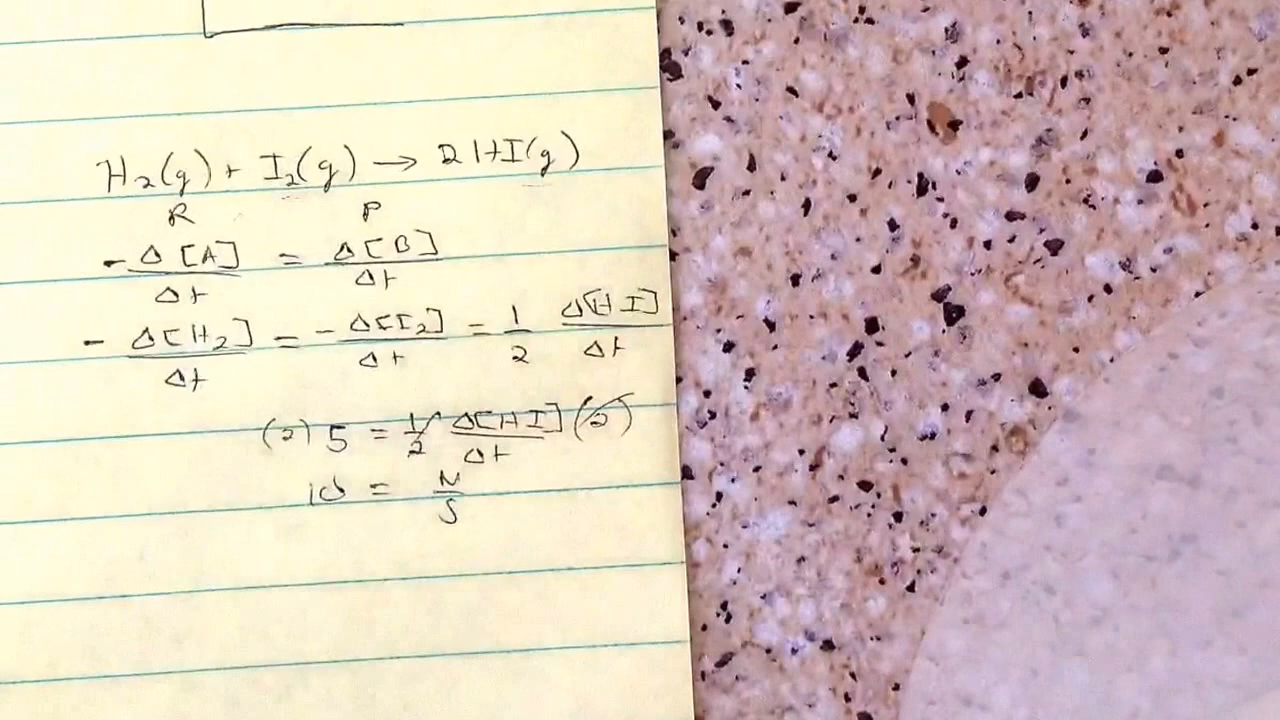 H₂(g) + I₂(g) → 2HI(g)
R P
- Δ[A]/Δt = Δ[B]/Δt
- Δ[H₂]/Δt = - Δ[I₂]/Δt = 1/2 Δ[HI]/Δt
(2) 5 = 1/2 Δ[HI]/Δt (2)
10 = M/S